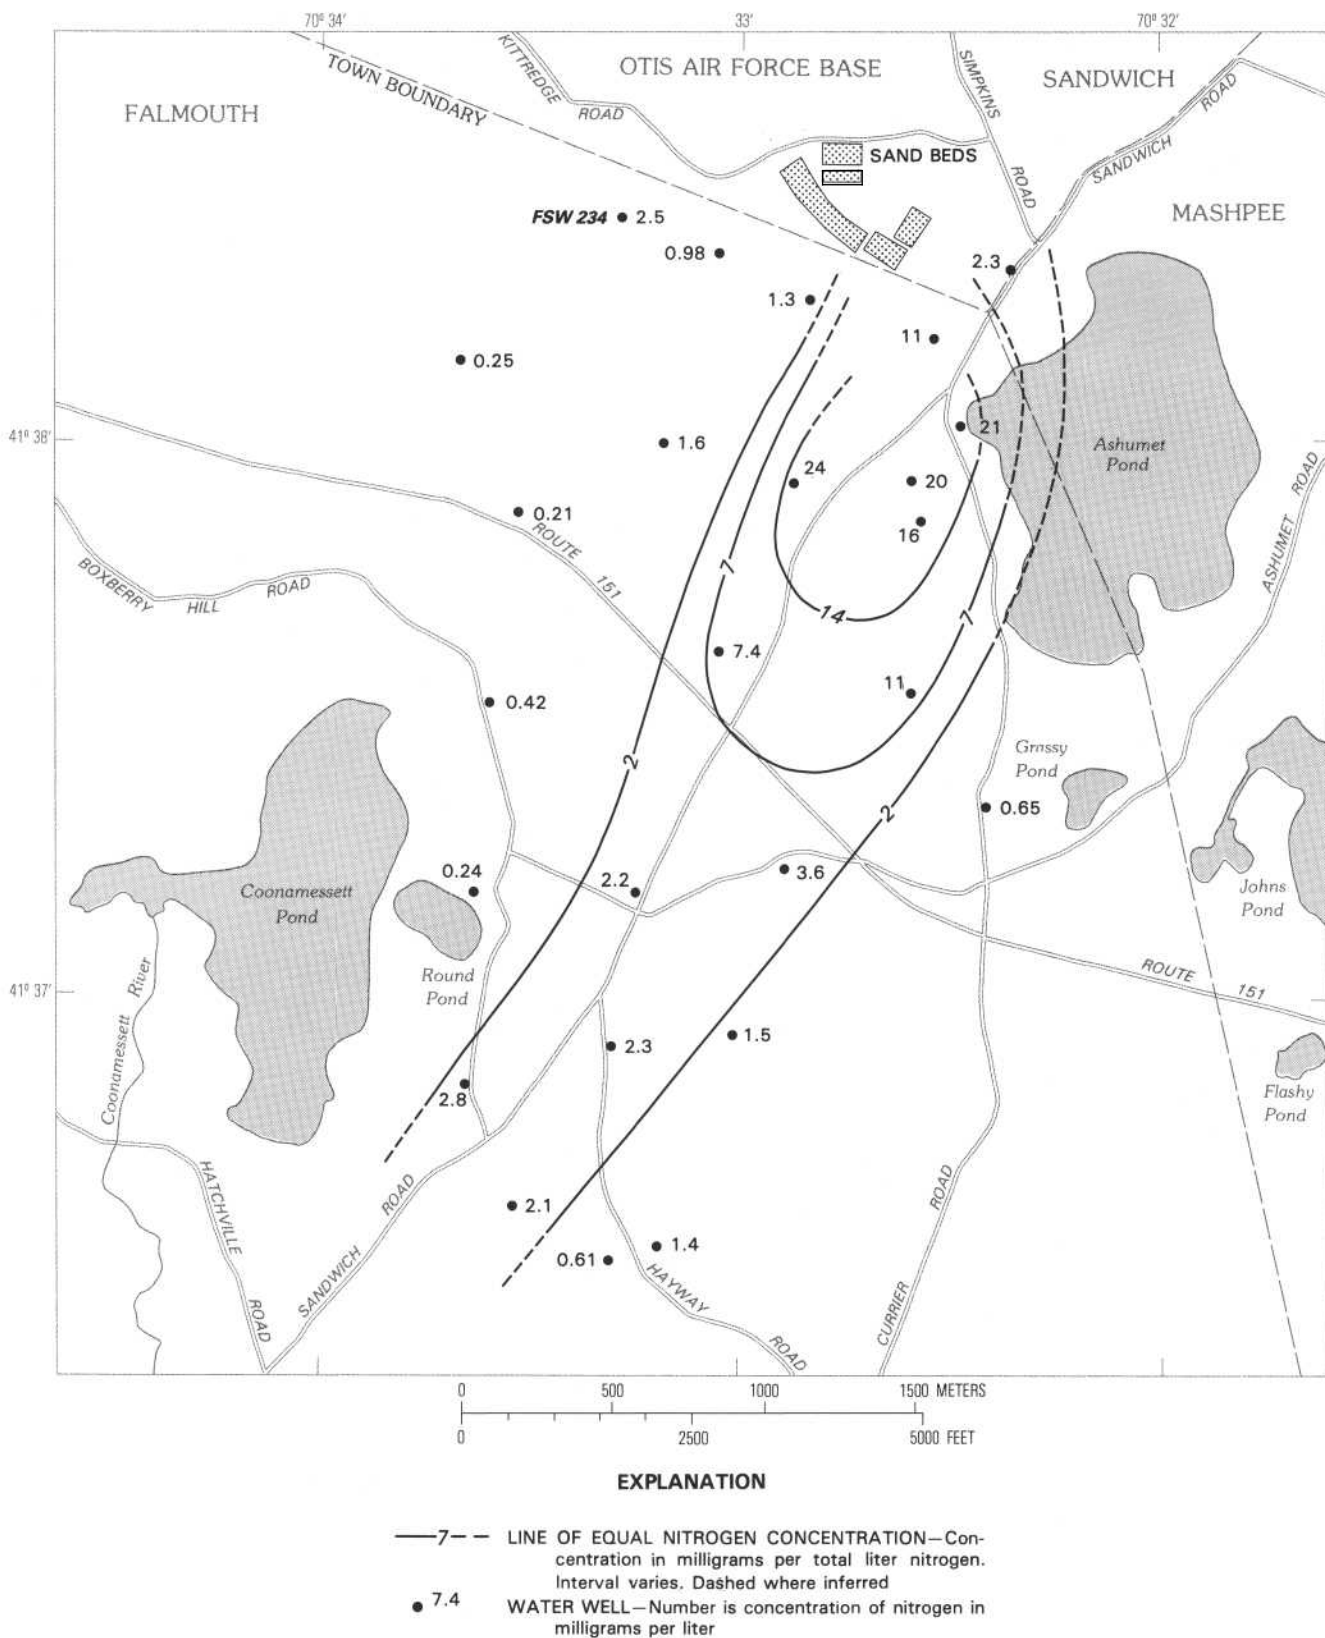 70° 34′
33′
70° 32′
FALMOUTH
TOWN BOUNDARY
KITTREDGE
ROAD
OTIS AIR FORCE BASE
SIMPKINS
ROAD
SANDWICH
SANDWICH
ROAD
SAND BEDS
MASHPEE
FSW 234
2.5
0.98
2.3
1.3
11
0.25
41° 38′
1.6
21
Ashumet
Pond
24
20
0.21
16
ROUTE
151
ASHUMET
ROAD
BOXBERRY
HILL
ROAD
7
14
7
7.4
11
0.42
2
Grassy
Pond
2
0.65
0.24
2.2
3.6
Coonamessett
Pond
Johns
Pond
Round
Pond
41° 37′
ROUTE
151
Coonamessett
River
2.3
1.5
2.8
Flashy
Pond
HATCHVILLE
ROAD
SANDWICH
ROAD
2.1
0.61
1.4
HAYWAY
ROAD
CURRIER
ROAD
0
500
1000
1500 METERS
0
2500
5000 FEET
EXPLANATION
7
LINE OF EQUAL NITROGEN CONCENTRATION—Con-
centration in milligrams per total liter nitrogen.
Interval varies. Dashed where inferred
7.4
WATER WELL—Number is concentration of nitrogen in
milligrams per liter